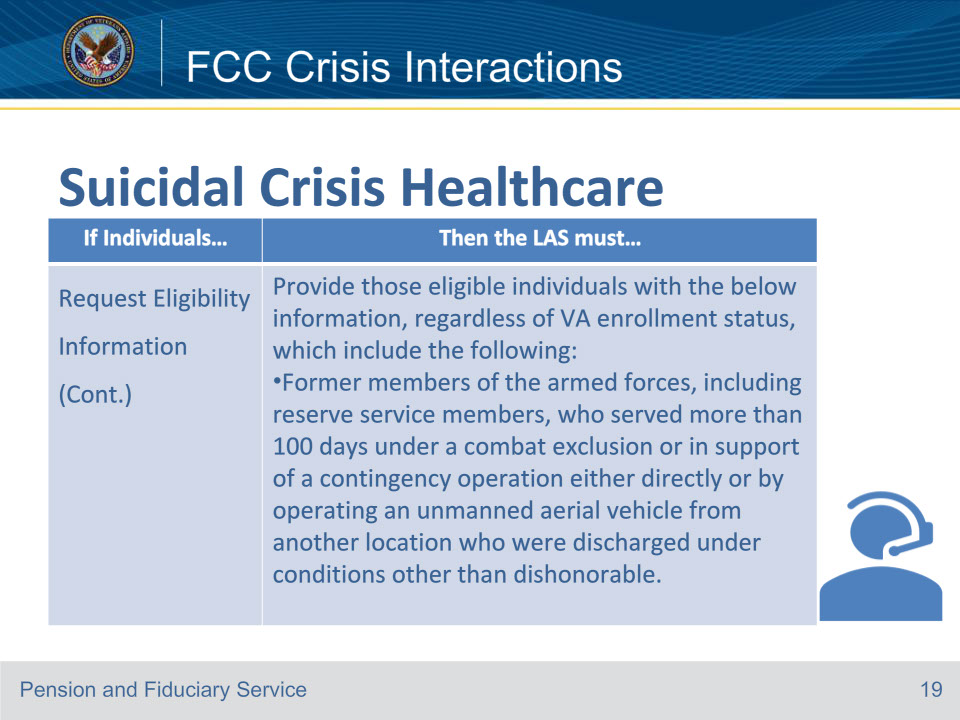 FCC Crisis Interactions
Suicidal Crisis Healthcare
If Individuals…
Then the LAS must…
Request Eligibility
Information
(Cont.)
Provide those eligible individuals with the below
information, regardless of VA enrollment status,
which include the following:
•Former members of the armed forces, including
reserve service members, who served more than
100 days under a combat exclusion or in support
of a contingency operation either directly or by
operating an unmanned aerial vehicle from
another location who were discharged under
conditions other than dishonorable.
Pension and Fiduciary Service
19